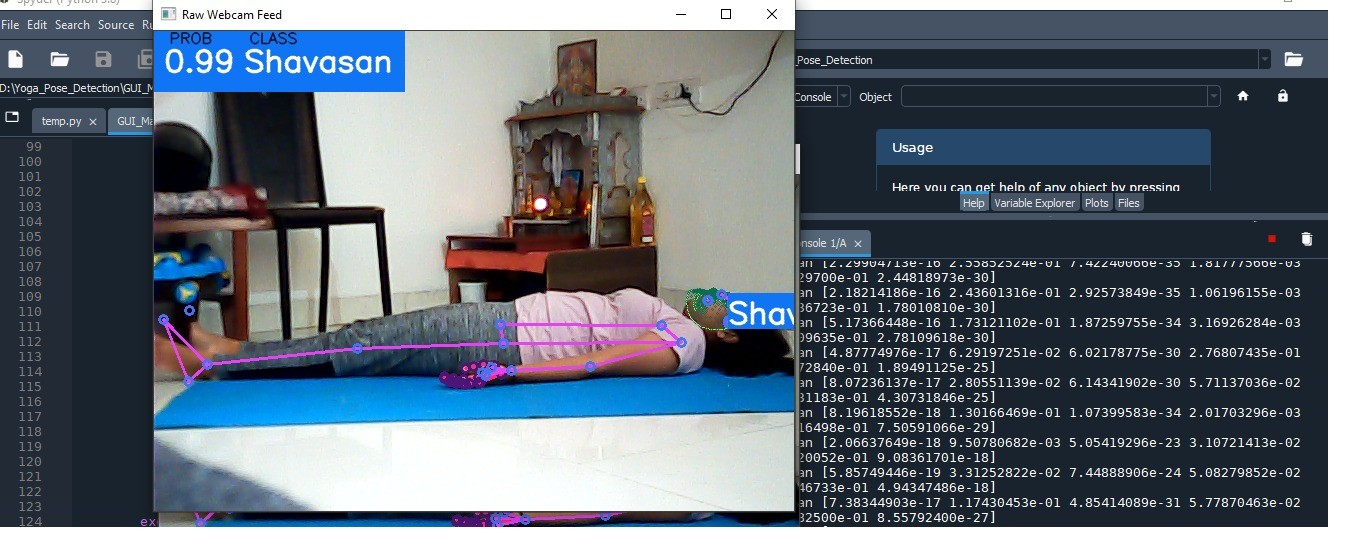 Spyder (Python 3.6)
File Edit Search Source Ru
Raw Webcam Feed
PROB CLASS
0.99 Shavasan
Shav
D:\Yoga_Pose_Detection\GUI_M
_Pose_Detection
temp.py
GUI_Ma
99
100
101
102
103
104
105
106
107
108
109
110
111
112
113
114
115
116
117
118
119
120
121
122
123
124 ex
Console Object
Usage
Here you can get help of any object by pressing
Help Variable Explorer Plots Files
onsole 1/A
an [2.29904713e-16 2.55852524e-01 7.42240066e-35 1.81777566e-03
29700e-01 2.44818973e-30]
an [2.18214186e-16 2.43601316e-01 2.92573849e-35 1.06196155e-03
36723e-01 1.78010810e-30]
an [5.17366448e-16 1.73121102e-01 1.87259755e-34 3.16926284e-03
09635e-01 2.78109618e-30]
an [4.87774976e-17 6.29197251e-02 6.02178775e-30 2.76807435e-01
72840e-01 1.89491125e-25]
an [8.07236137e-17 2.80551139e-02 6.14341902e-30 5.71137036e-02
31183e-01 4.30731846e-25]
an [8.19618552e-18 1.30166469e-01 1.07399583e-34 2.01703296e-03
16498e-01 7.50591066e-29]
an [2.06637649e-18 9.50780682e-03 5.05419296e-23 3.10721413e-02
20052e-01 9.08361701e-18]
an [5.85749446e-19 3.31252822e-02 7.44888906e-24 5.08279852e-02
46733e-01 4.94347486e-18]
an [7.38344903e-17 1.17430453e-01 4.85414089e-31 5.77870463e-02
32500e-01 8.55792400e-27]